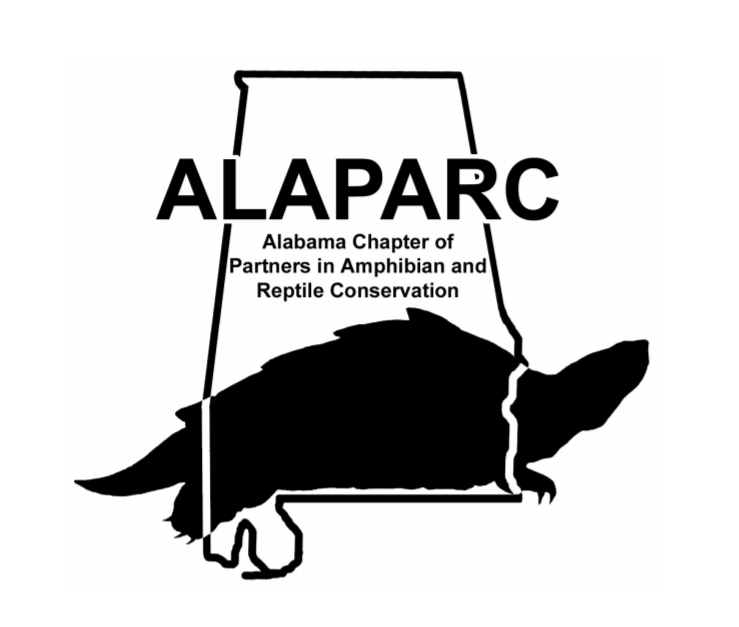 ALAPARC
Alabama Chapter of
Partners in Amphibian and
Reptile Conservation